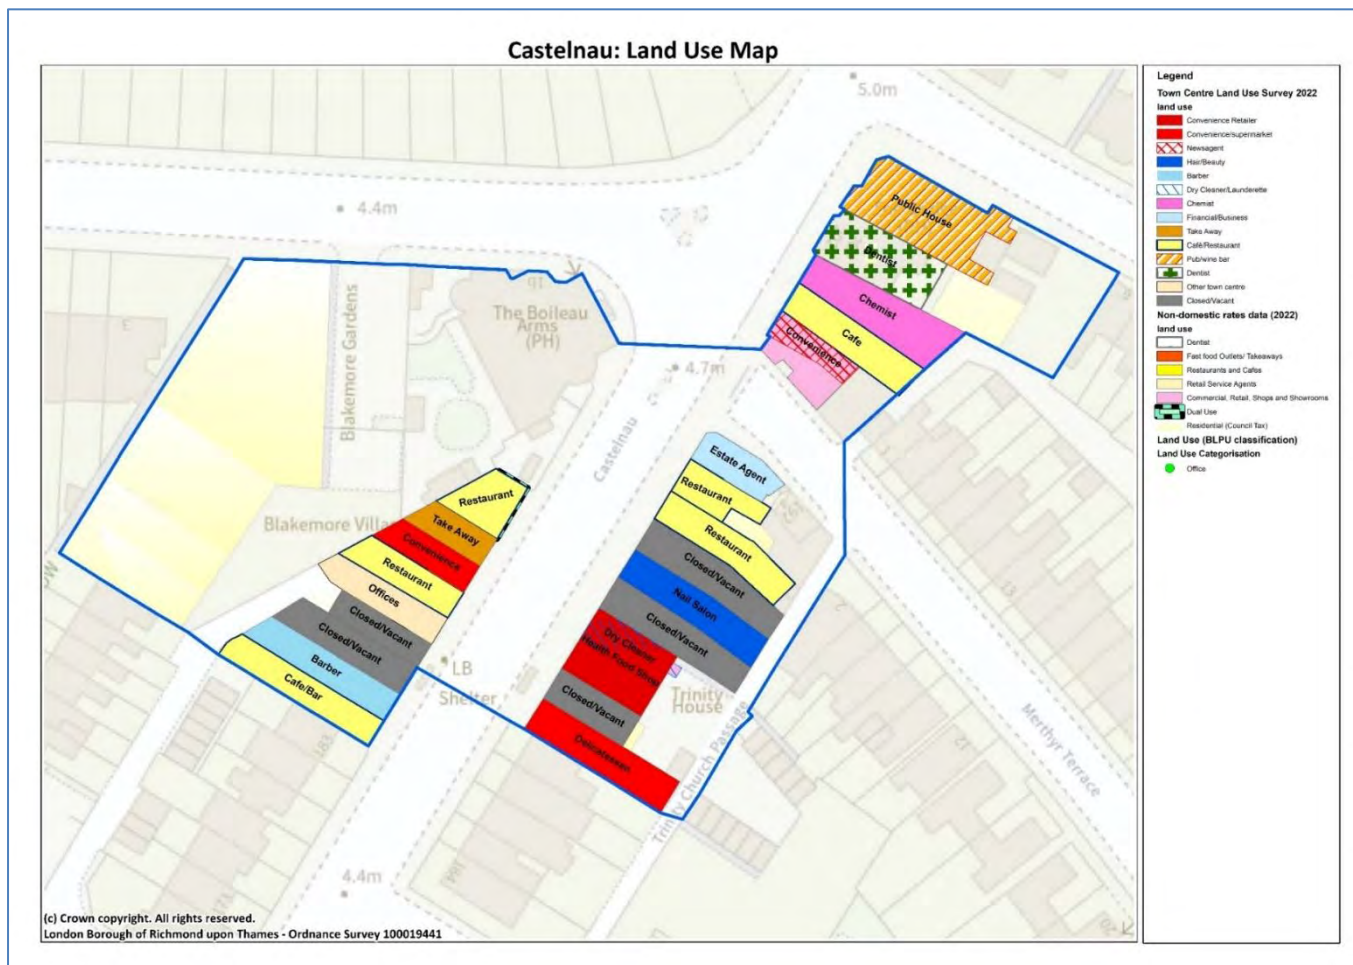 Castelnau: Land Use Map
5.0m
4.4m
Public House
Dentist
Chemist
Cafe
Convenience
The Boileau
Arms
(PH)
Blakemore Gardens
4.7m
Castelnau
Estate Agent
Restaurant
Restaurant
Closed/Vacant
Nail Salon
Closed/Vacant
Dry Cleaner
Health Food Shop
Closed/Vacant
Delicatessen
Restaurant
Take Away
Convenience
Restaurant
Offices
Closed/Vacant
Closed/Vacant
Barber
Cafe/Bar
LB
Shelter
Trinity
House
Trinity Church Passage
Merthyr Terrace
183
184
4.4m
(c) Crown copyright. All rights reserved.
London Borough of Richmond upon Thames - Ordnance Survey 100019441
Legend
Town Centre Land Use Survey 2022
land use
Convenience Retailer
Convenience/supermarket
Newsagent
Hair/Beauty
Barber
Dry Cleaner/Launderette
Chemist
Financial/Business
Take Away
Café/Restaurant
Pub/wine bar
Dentist
Other town centre
Closed/Vacant
Non-domestic rates data (2022)
land use
Dentist
Fast food Outlets/ Takeaways
Restaurants and Cafíss
Retail Service Agents
Commercial, Retail, Shops and Showrooms
Dual Use
Residential (Council Tax)
Land Use (BLPU classification)
Land Use Categorisation
Office